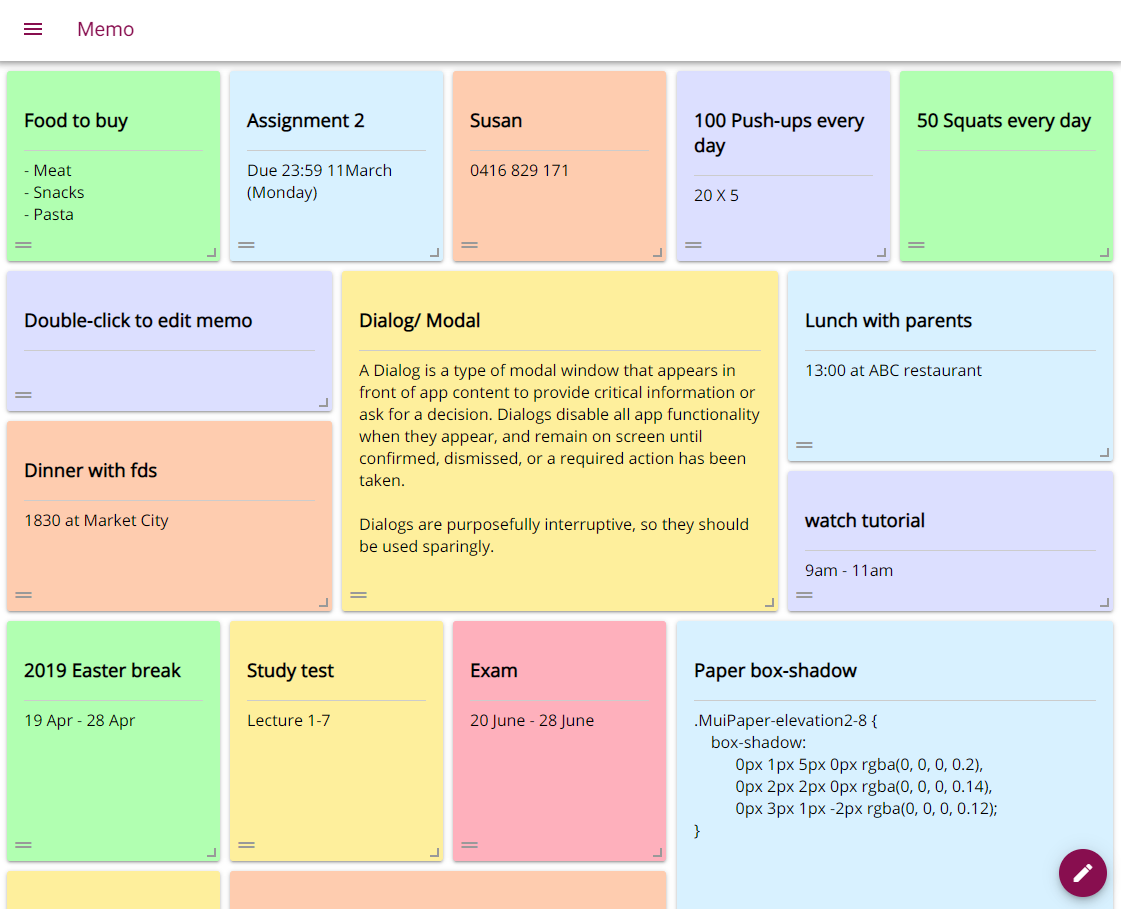 Memo
Food to buy
- Meat
- Snacks
- Pasta
Assignment 2
Due 23:59 11March
(Monday)
Susan
0416 829 171
100 Push-ups every
day
20 X 5
50 Squats every day
Double-click to edit memo
Dialog/ Modal
A Dialog is a type of modal window that appears in
front of app content to provide critical information or
ask for a decision. Dialogs disable all app functionality
when they appear, and remain on screen until
confirmed, dismissed, or a required action has been
taken.
Dialogs are purposefully interruptive, so they should
be used sparingly.
Lunch with parents
13:00 at ABC restaurant
Dinner with fds
1830 at Market City
watch tutorial
9am - 11am
2019 Easter break
19 Apr - 28 Apr
Study test
Lecture 1-7
Exam
20 June - 28 June
Paper box-shadow
.MuiPaper-elevation2-8 {
box-shadow:
0px 1px 5px 0px rgba(0, 0, 0, 0.2),
0px 2px 2px 0px rgba(0, 0, 0, 0.14),
0px 3px 1px -2px rgba(0, 0, 0, 0.12);
}